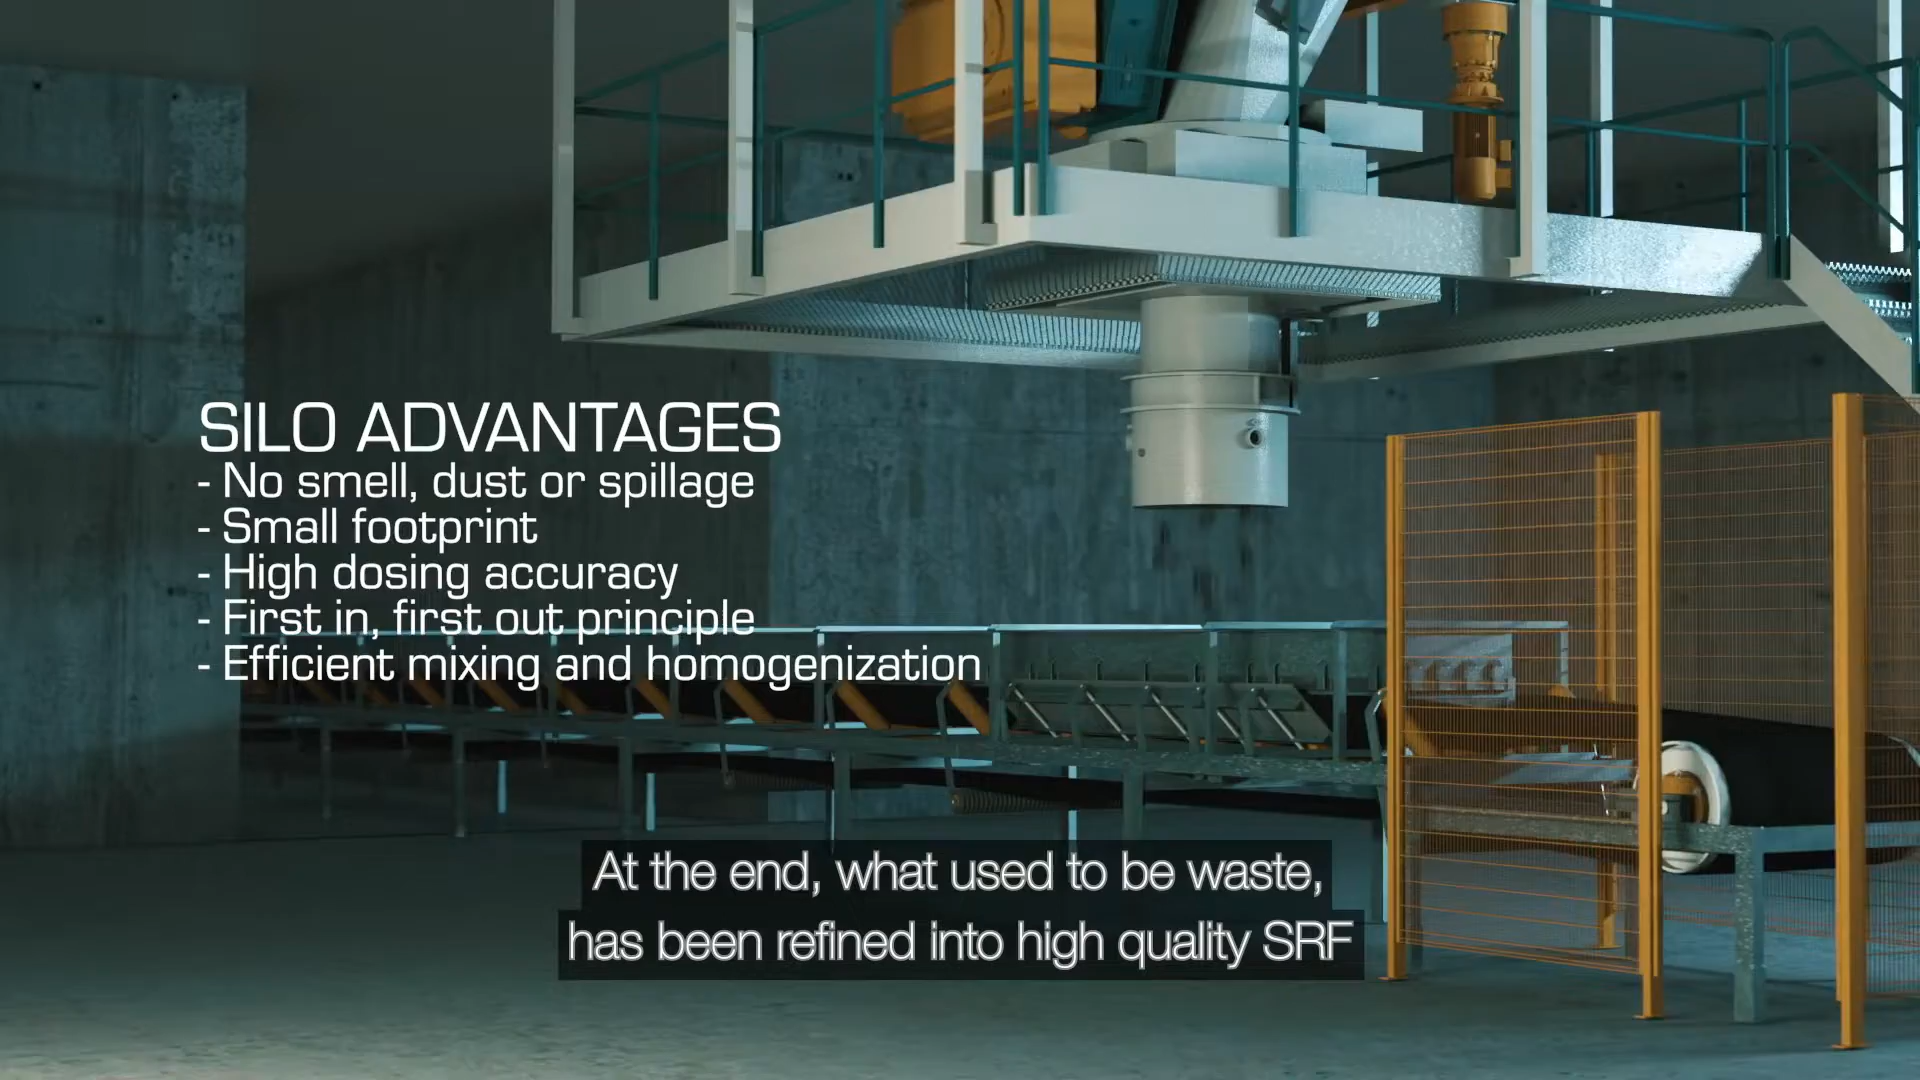 SILO ADVANTAGES
- No smell, dust or spillage
- Small footprint
- High dosing accuracy
- First in, first out principle
- Efficient mixing and homogenization
At the end, what used to be waste,
has been refined into high quality SRF